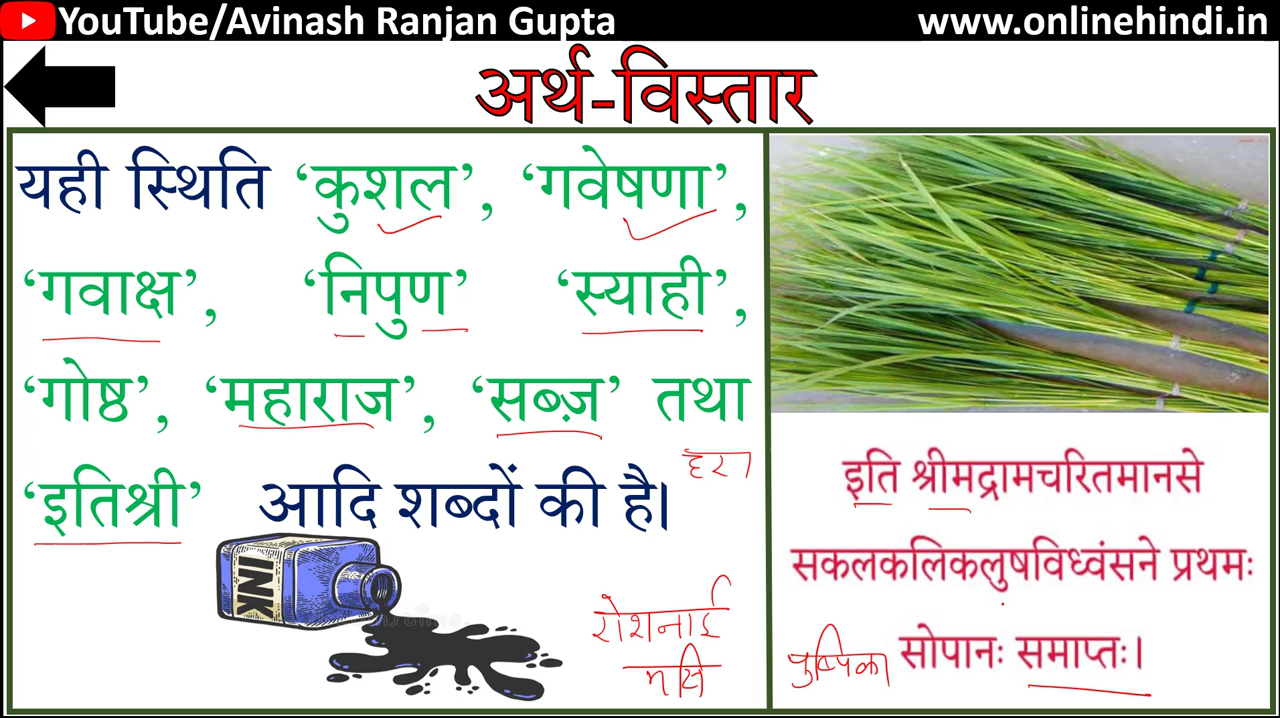 YouTube/Avinash Ranjan Gupta
www.onlinehindi.in
अर्थ-विस्तार
यही स्थिति ‘कुशल’, ‘गवेषणा’,
‘गवाक्ष’, ‘निपुण’ ‘स्याही’,
‘गोष्ठ’, ‘महाराज’, ‘सब्ज़’ तथा
हरा
‘इतिश्री’ आदि शब्दों की है।
INK
रोशनाई
मसि
इति श्रीमद्रामचरितमानसे
सकलकलिकलुषविध्वंसने प्रथमः
सोपानः समाप्तः।
पुष्पिका